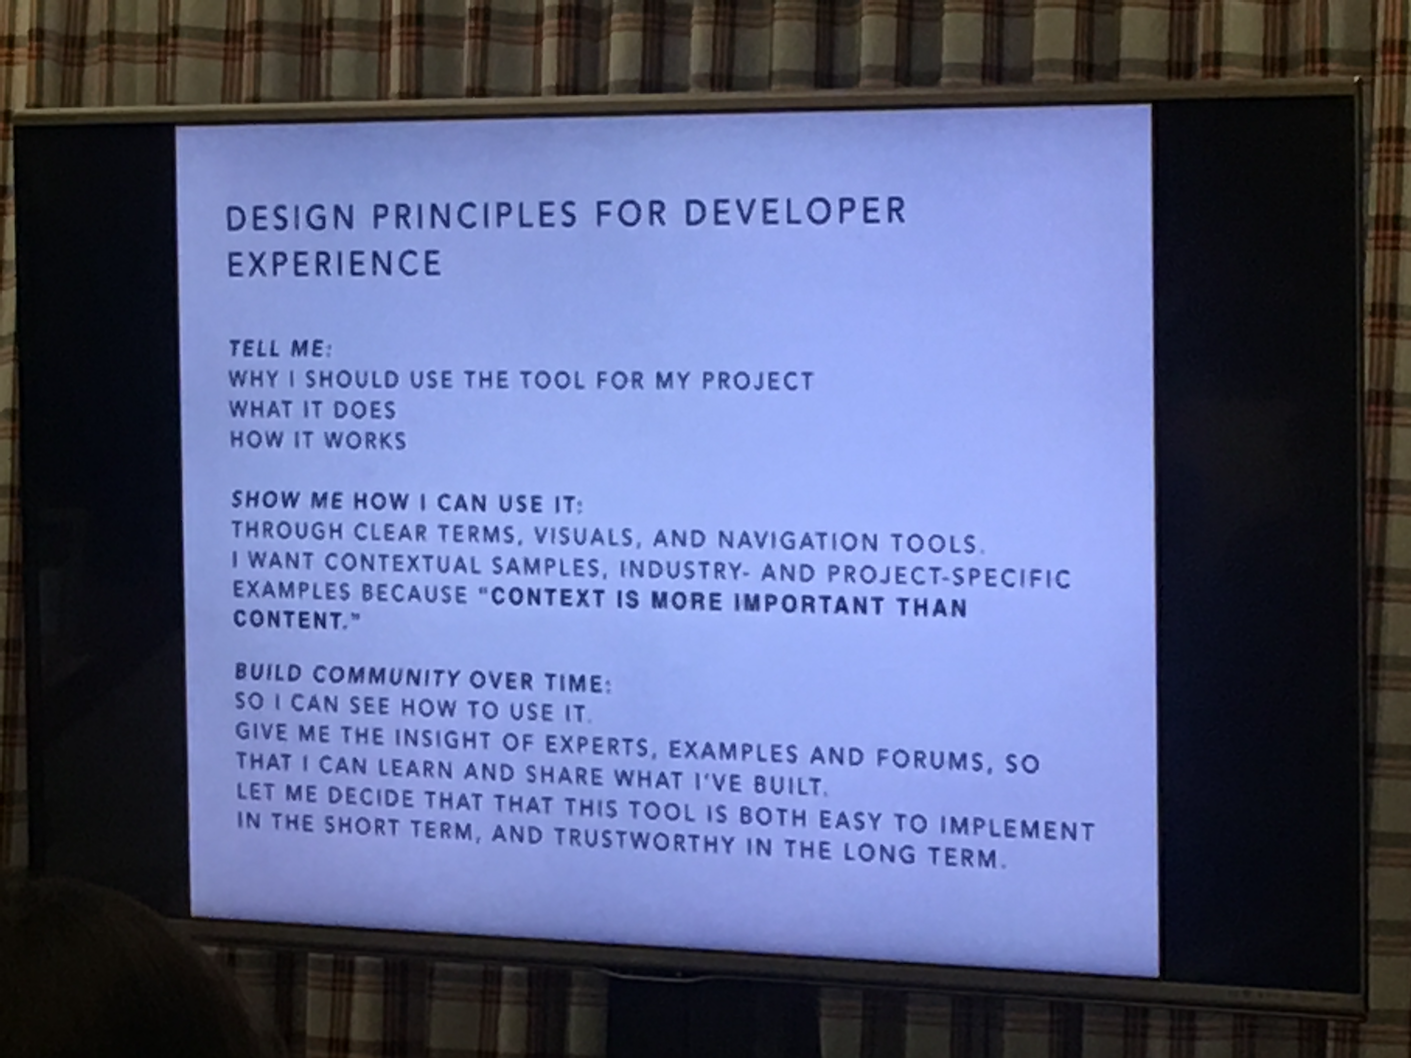 DESIGN PRINCIPLES FOR DEVELOPER
EXPERIENCE
TELL ME:
WHY I SHOULD USE THE TOOL FOR MY PROJECT
WHAT IT DOES
HOW IT WORKS
SHOW ME HOW I CAN USE IT:
THROUGH CLEAR TERMS, VISUALS, AND NAVIGATION TOOLS.
I WANT CONTEXTUAL SAMPLES, INDUSTRY- AND PROJECT-SPECIFIC
EXAMPLES BECAUSE "CONTEXT IS MORE IMPORTANT THAN
CONTENT."
BUILD COMMUNITY OVER TIME:
SO I CAN SEE HOW TO USE IT.
GIVE ME THE INSIGHT OF EXPERTS, EXAMPLES AND FORUMS, SO
THAT I CAN LEARN AND SHARE WHAT I'VE BUILT.
LET ME DECIDE THAT THAT THIS TOOL IS BOTH EASY TO IMPLEMENT
IN THE SHORT TERM, AND TRUSTWORTHY IN THE LONG TERM.